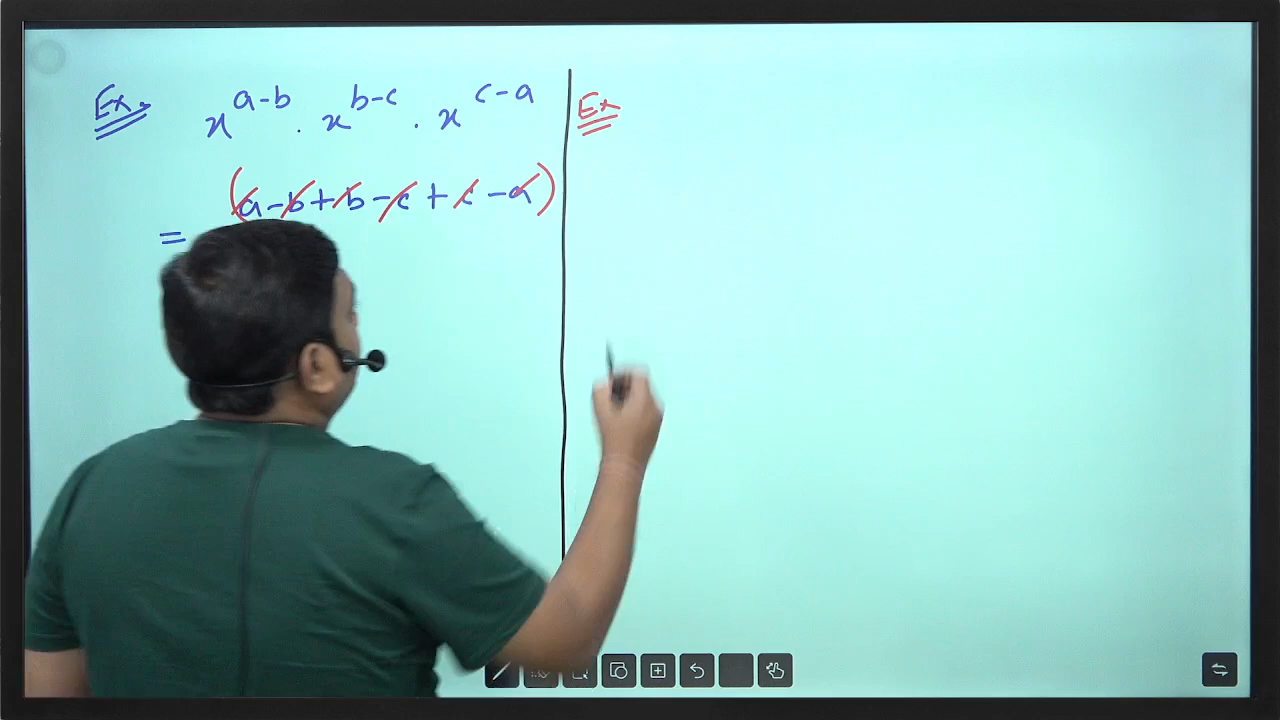 Ex. x^{a-b} . x^{b-c} . x^{c-a}
(a-b+b-c+c-a)
=
Ex